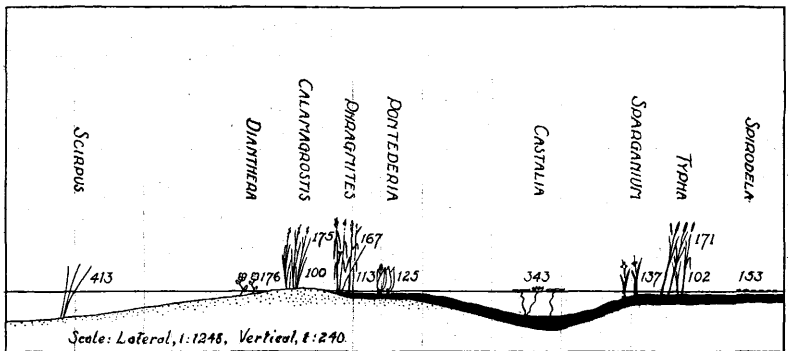 SCIRPUS.
DIANTHERA
CALAMAGROSTIS
PHRAGMITES
PONTEDERIA
CASTALIA
SPARGANIUM
TYPHA
SPIRODELA
413
176
175
100
167
113
125
343
137
171
102
153
Scale: Lateral, 1:1248, Vertical, 1:240.